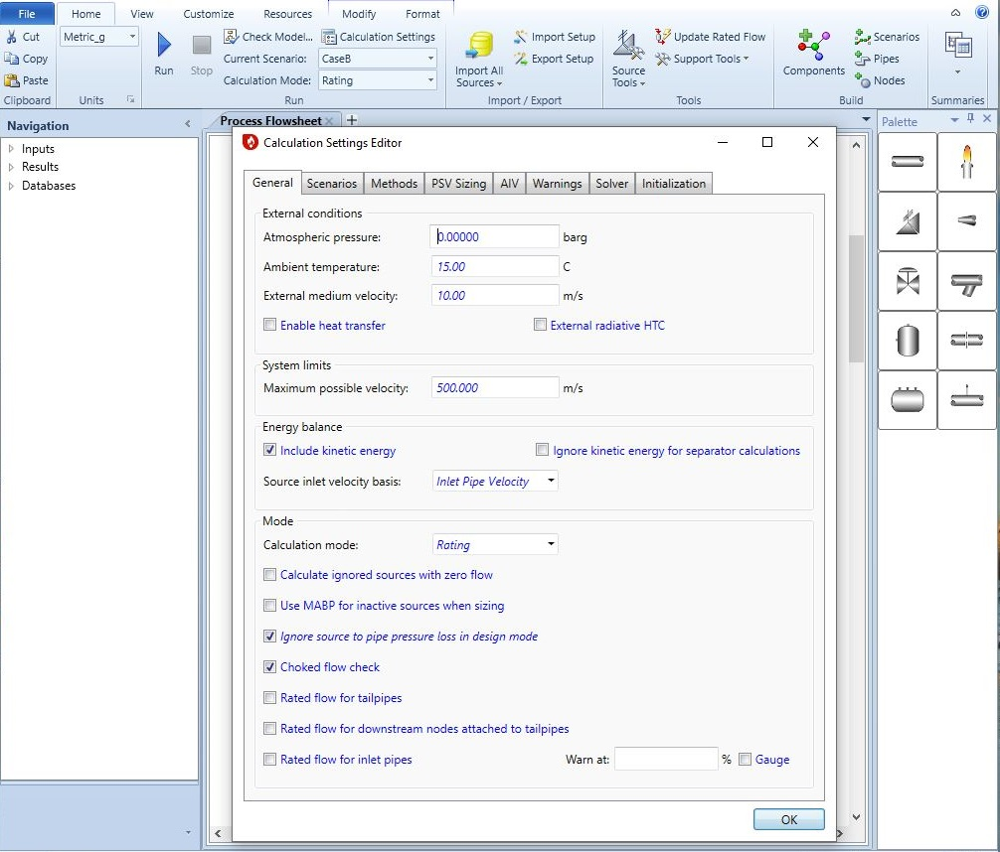 File Home View Customize Resources Modify Format
Cut Metric_g Check Model... Calculation Settings Import Setup Update Rated Flow Scenarios
Copy Current Scenario: CaseB Export Setup Support Tools Components Pipes
Paste Run Stop Calculation Mode: Rating Import All Sources Source Tools Nodes
Clipboard Units Run Import / Export Tools Build Summaries
Navigation Process Flowsheet Palette
Inputs
Results
Databases
Calculation Settings Editor
General Scenarios Methods PSV Sizing AIV Warnings Solver Initialization
External conditions
Atmospheric pressure: 0.00000 barg
Ambient temperature: 15.00 C
External medium velocity: 10.00 m/s
Enable heat transfer External radiative HTC
System limits
Maximum possible velocity: 500.000 m/s
Energy balance
Include kinetic energy Ignore kinetic energy for separator calculations
Source inlet velocity basis: Inlet Pipe Velocity
Mode
Calculation mode: Rating
Calculate ignored sources with zero flow
Use MABP for inactive sources when sizing
Ignore source to pipe pressure loss in design mode
Choked flow check
Rated flow for tailpipes
Rated flow for downstream nodes attached to tailpipes
Rated flow for inlet pipes Warn at: % Gauge
OK